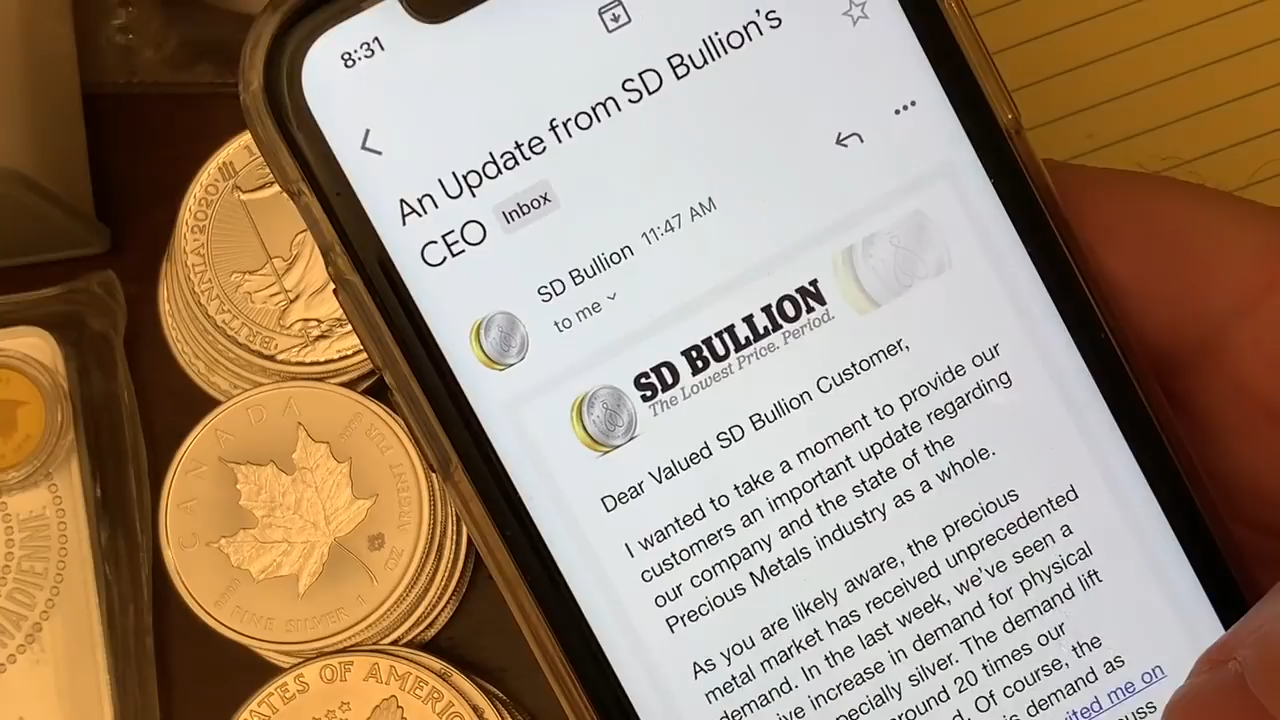 8:31
An Update from SD Bullion's
CEO Inbox
SD Bullion 11:47 AM
to me
SD BULLION
The Lowest Price. Period.
Dear Valued SD Bullion Customer,
I wanted to take a moment to provide our
customers an important update regarding
our company and the state of the
Precious Metals industry as a whole.
As you are likely aware, the precious
metal market has received unprecedented
demand. In the last week, we've seen a
increase in demand for physical
silver. The demand lift
around 20 times our
Of course, the
demand as
me on
BRITANNIA 2020
CANADA
9999
FINE SILVER 1 OZ ARGENT PUR
9999
STATES OF AMERICA